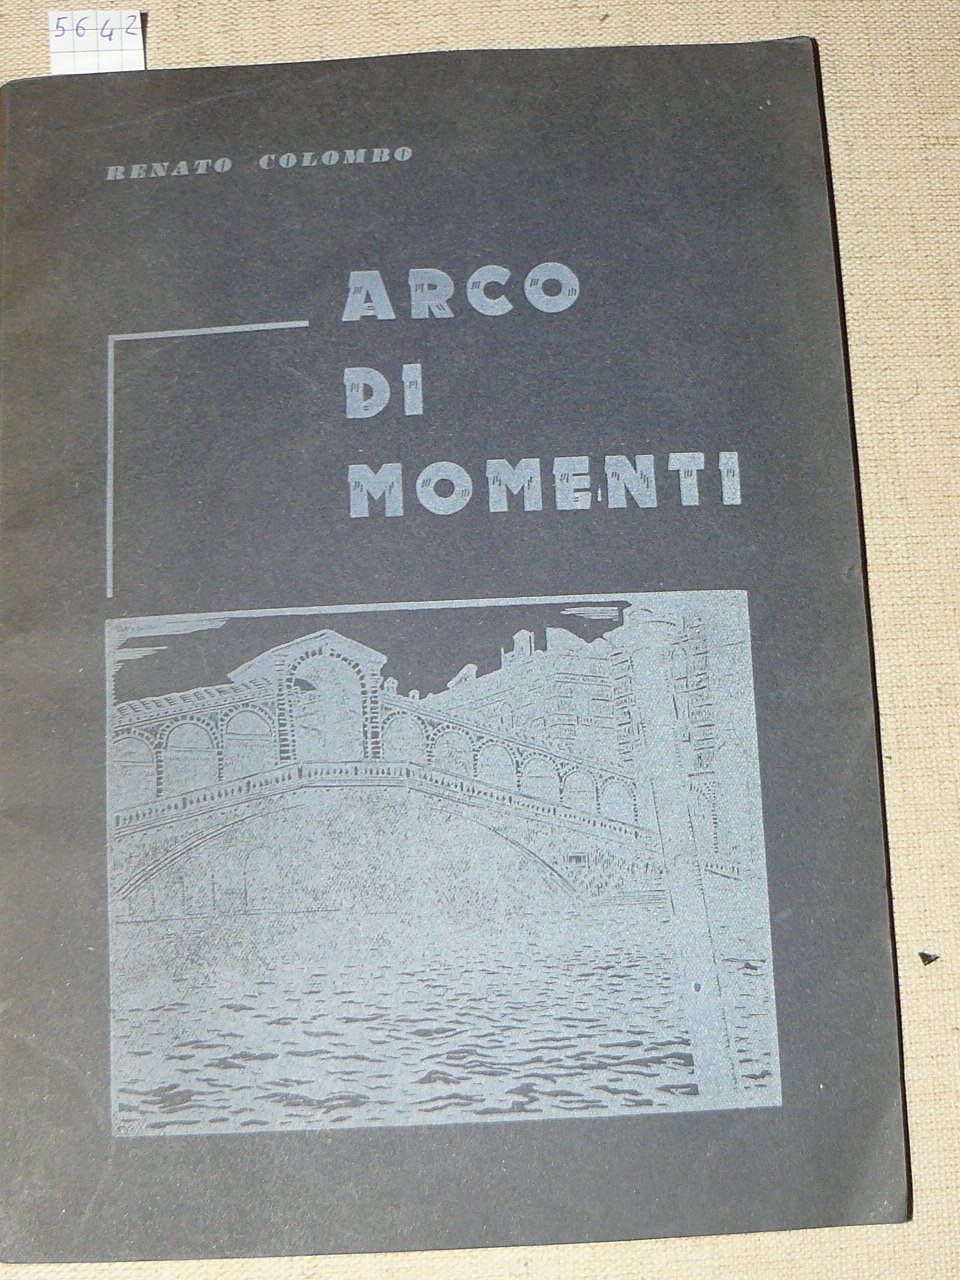 5642
RENATO COLOMBO
ARCO
DI
MOMENTI